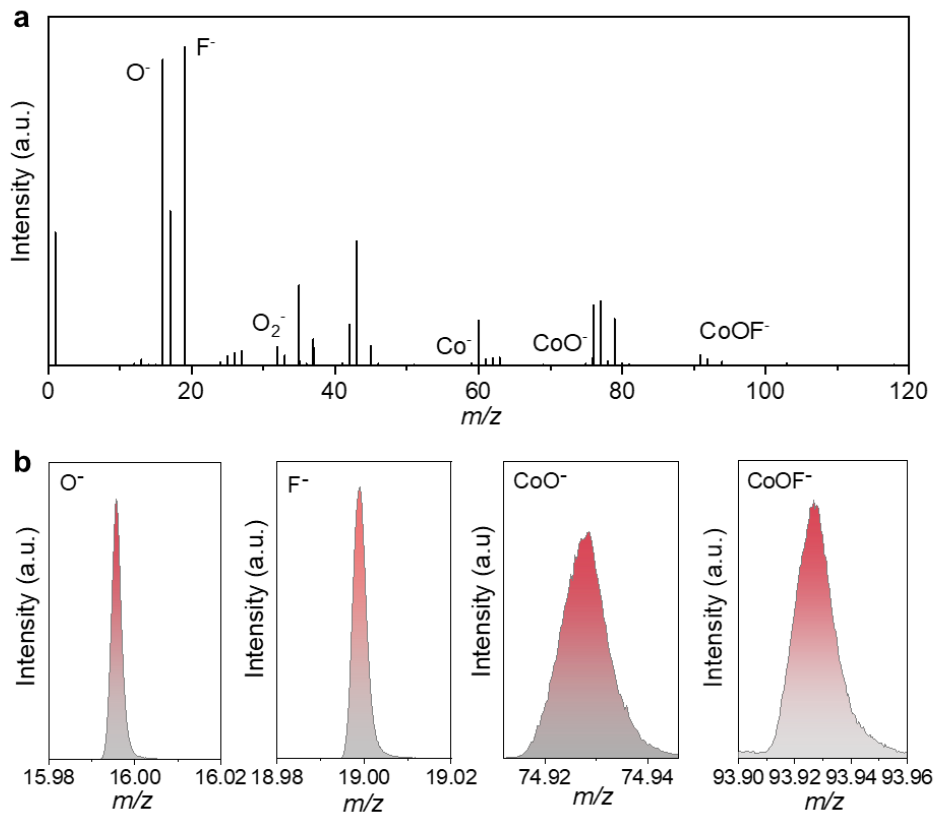 a
Intensity (a.u.)
O⁻
F⁻
O₂⁻
Co⁻
CoO⁻
CoOF⁻
0 20 40 60 80 100 120
m/z
b
O⁻
Intensity (a.u.)
15.98 16.00 16.02
m/z
F⁻
Intensity (a.u.)
18.98 19.00 19.02
m/z
CoO⁻
Intensity (a.u)
74.92 74.94
m/z
CoOF⁻
Intensity (a.u.)
93.90 93.92 93.94 93.96
m/z